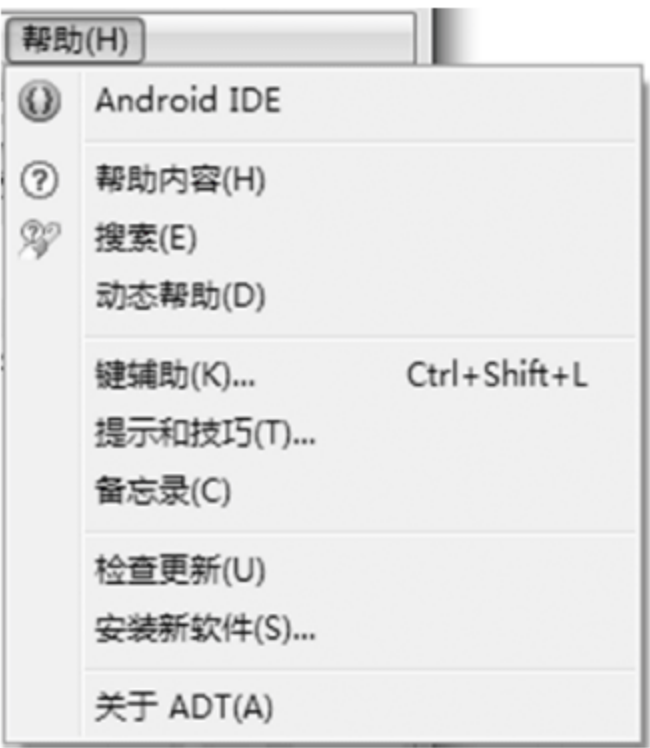 帮助(H)
Android IDE
帮助内容(H)
搜索(E)
动态帮助(D)
键辅助(K)... Ctrl+Shift+L
提示和技巧(T)...
备忘录(C)
检查更新(U)
安装新软件(S)...
关于 ADT(A)